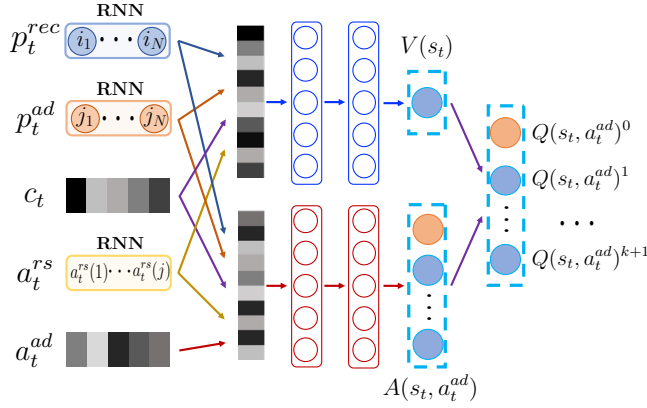 RNN
p_t^{rec} i_1 ··· i_N
RNN
p_t^{ad} j_1 ··· j_N
c_t
RNN
a_t^{rs} a_t^{rs}(1)···a_t^{rs}(j)
a_t^{ad}
V(s_t)
A(s_t, a_t^{ad})
Q(s_t, a_t^{ad})^0
Q(s_t, a_t^{ad})^1
···
Q(s_t, a_t^{ad})^{k+1}